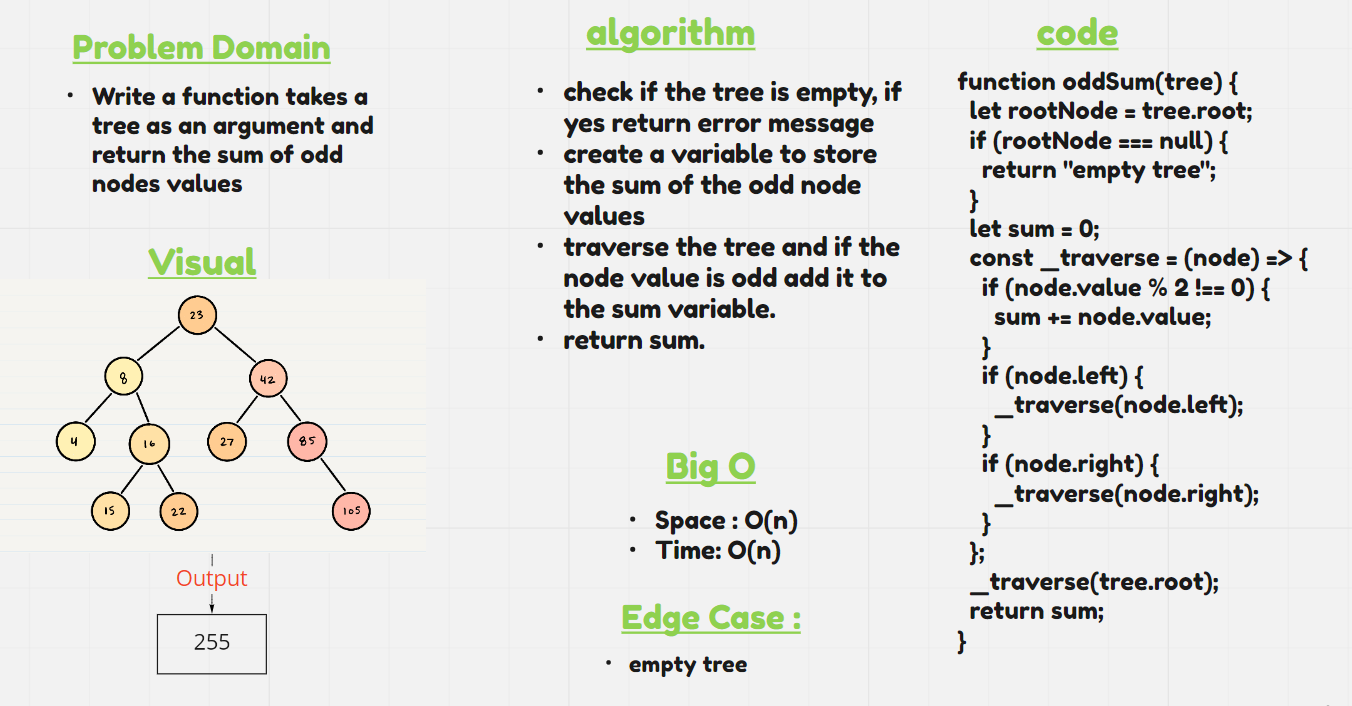 Problem Domain
• Write a function takes a
tree as an argument and
return the sum of odd
nodes values
Visual
23
8
42
4
16
27
85
15
22
105
Output
255
algorithm
• check if the tree is empty, if
yes return error message
• create a variable to store
the sum of the odd node
values
• traverse the tree and if the
node value is odd add it to
the sum variable.
• return sum.
Big O
• Space : O(n)
• Time: O(n)
Edge Case :
• empty tree
code
function oddSum(tree) {
let rootNode = tree.root;
if (rootNode === null) {
return "empty tree";
}
let sum = 0;
const _traverse = (node) => {
if (node.value % 2 !== 0) {
sum += node.value;
}
if (node.left) {
_traverse(node.left);
}
if (node.right) {
_traverse(node.right);
}
};
_traverse(tree.root);
return sum;
}